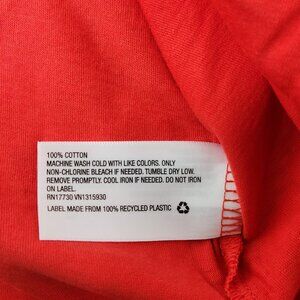 100% COTTON
MACHINE WASH COLD WITH LIKE COLORS. ONLY
NON-CHLORINE BLEACH IF NEEDED. TUMBLE DRY LOW.
REMOVE PROMPTLY. COOL IRON IF NEEDED. DO NOT IRON
ON LABEL.
RN17730 VN1315930
LABEL MADE FROM 100% RECYCLED PLASTIC